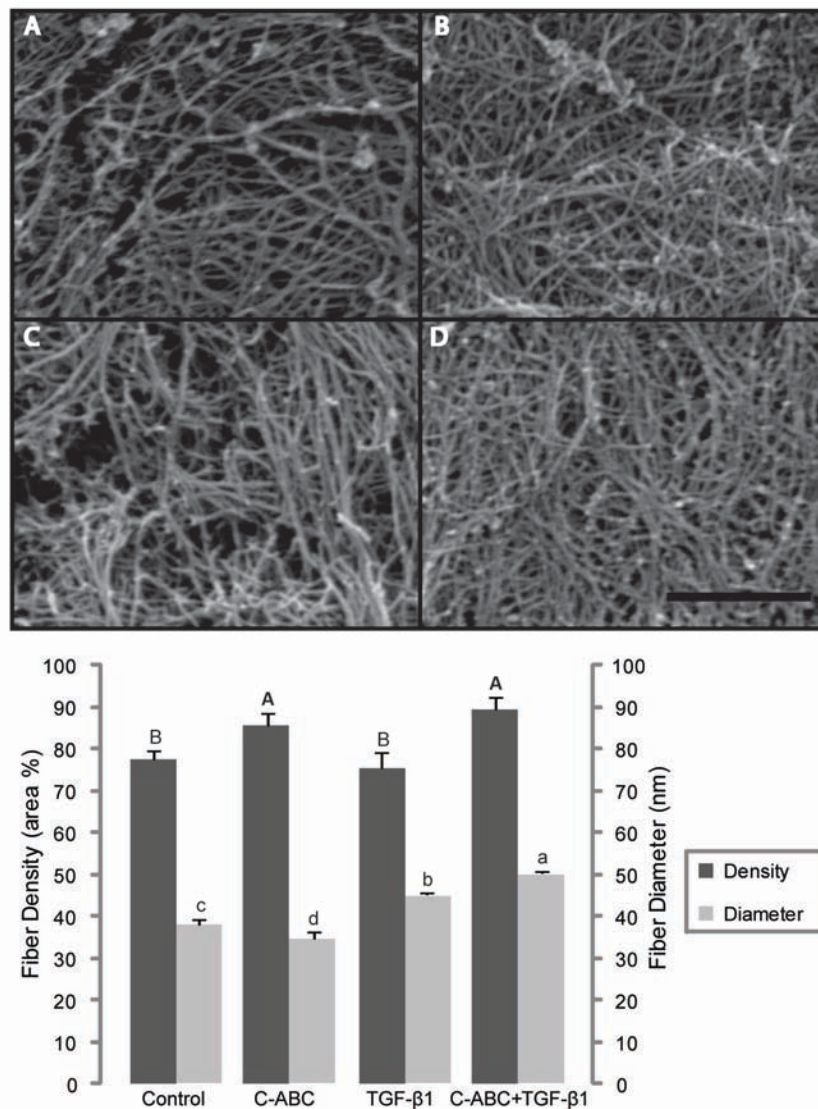 A
B
C
D
100
90
80
70
60
50
40
30
20
10
0
Fiber Density (area %)
B
c
A
d
B
b
A
a
Control
C-ABC
TGF-β1
C-ABC+TGF-β1
100
90
80
70
60
50
40
30
20
10
0
Fiber Diameter (nm)
Density
Diameter